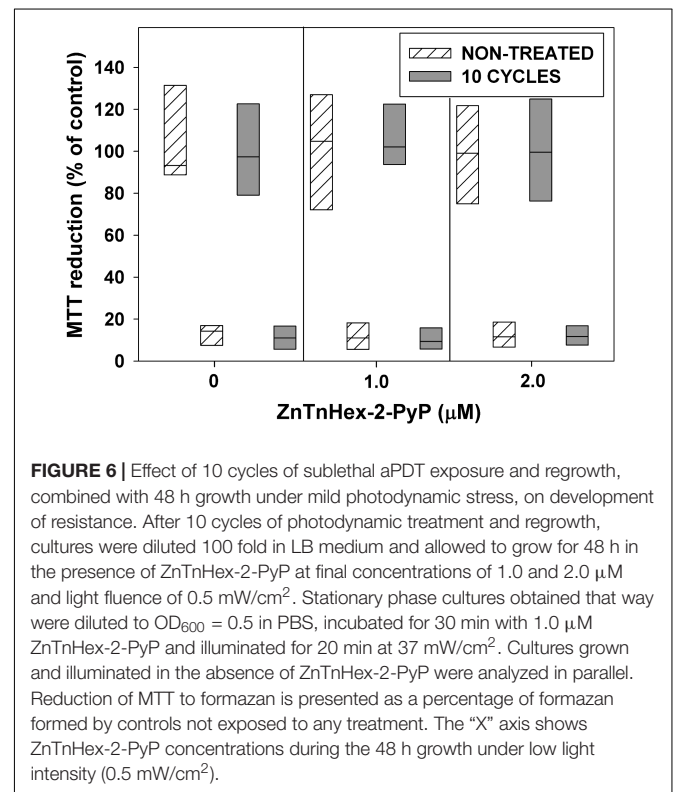 NON-TREATED
10 CYCLES
MTT reduction (% of control)
140
120
100
80
60
40
20
0
0 1.0 2.0
ZnTnHex-2-PyP (μM)
FIGURE 6 | Effect of 10 cycles of sublethal aPDT exposure and regrowth,
combined with 48 h growth under mild photodynamic stress, on development
of resistance. After 10 cycles of photodynamic treatment and regrowth,
cultures were diluted 100 fold in LB medium and allowed to grow for 48 h in
the presence of ZnTnHex-2-PyP at final concentrations of 1.0 and 2.0 μM
and light fluence of 0.5 mW/cm². Stationary phase cultures obtained that way
were diluted to OD₆₀₀ = 0.5 in PBS, incubated for 30 min with 1.0 μM
ZnTnHex-2-PyP and illuminated for 20 min at 37 mW/cm². Cultures grown
and illuminated in the absence of ZnTnHex-2-PyP were analyzed in parallel.
Reduction of MTT to formazan is presented as a percentage of formazan
formed by controls not exposed to any treatment. The “X” axis shows
ZnTnHex-2-PyP concentrations during the 48 h growth under low light
intensity (0.5 mW/cm²).